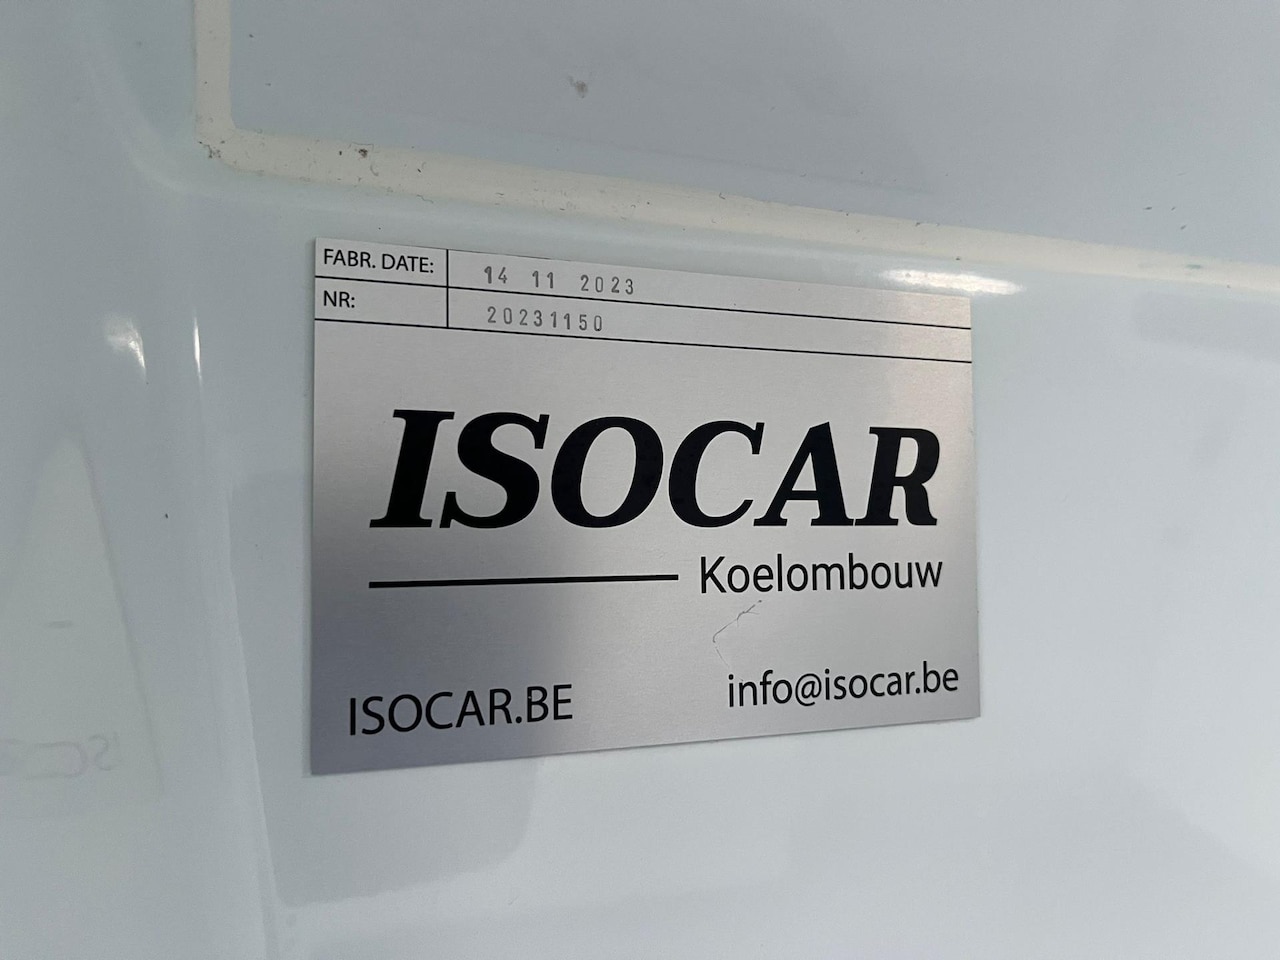 FABR. DATE: 14 11 2023
NR: 20231150
ISOCAR
Koelombouw
ISOCAR.BE info@isocar.be